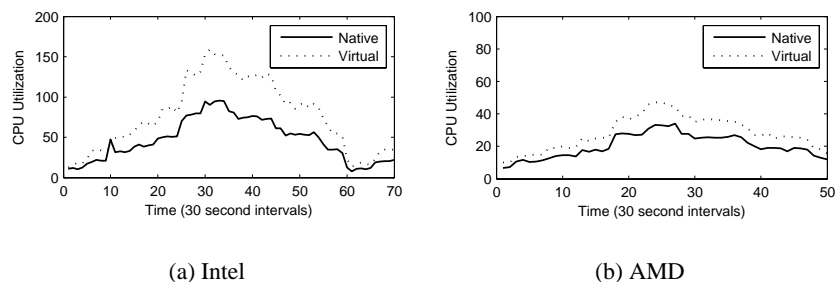 200
150
100
50
0
CPU Utilization
0 10 20 30 40 50 60 70
Time (30 second intervals)
Native
Virtual
(a) Intel
100
80
60
40
20
0
CPU Utilization
0 10 20 30 40 50
Time (30 second intervals)
Native
Virtual
(b) AMD